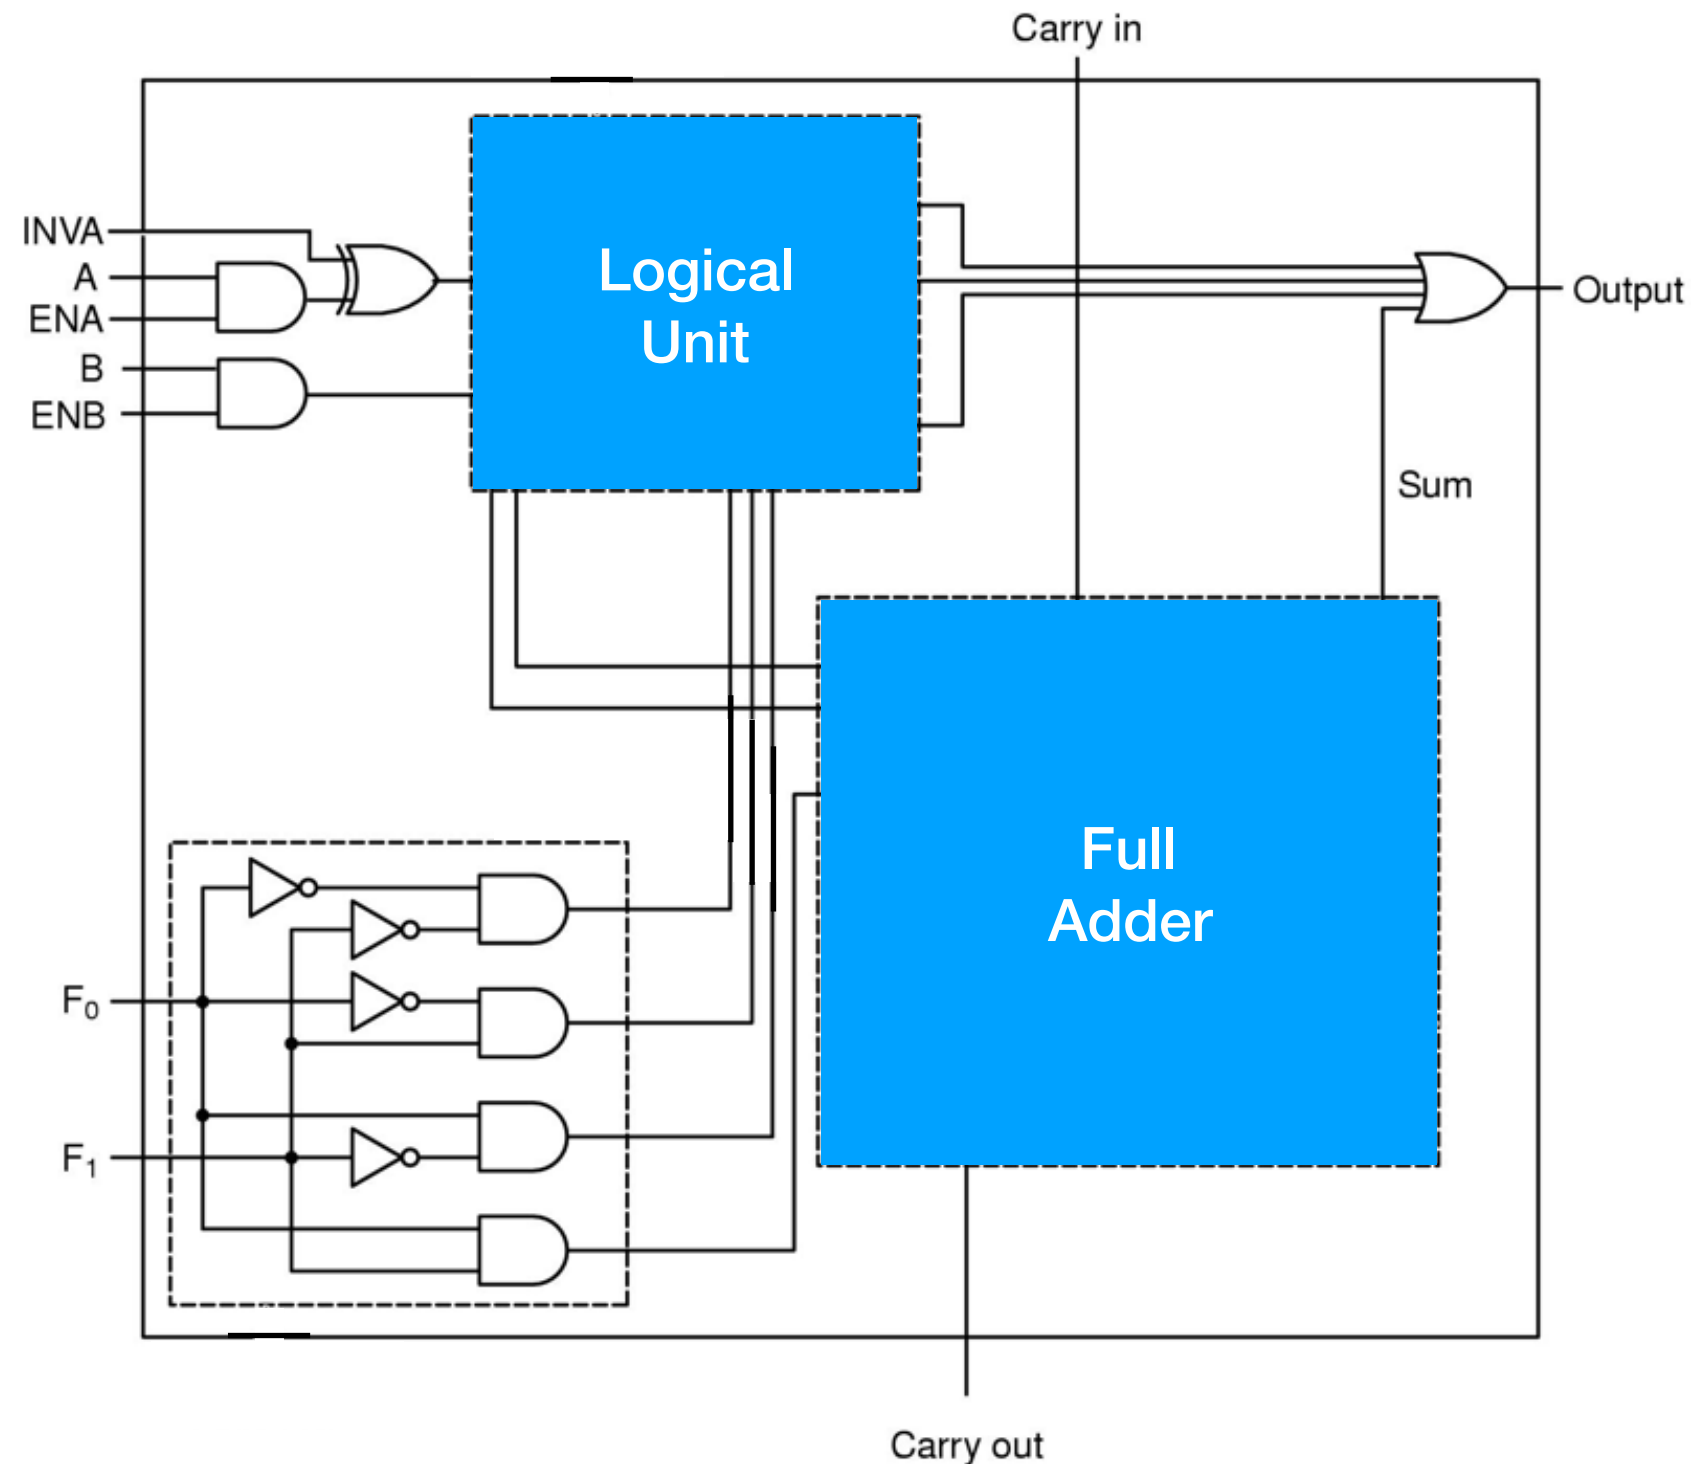 Carry in
INVA
A
ENA
B
ENB
Logical
Unit
Output
Sum
Full
Adder
F₀
F₁
Carry out